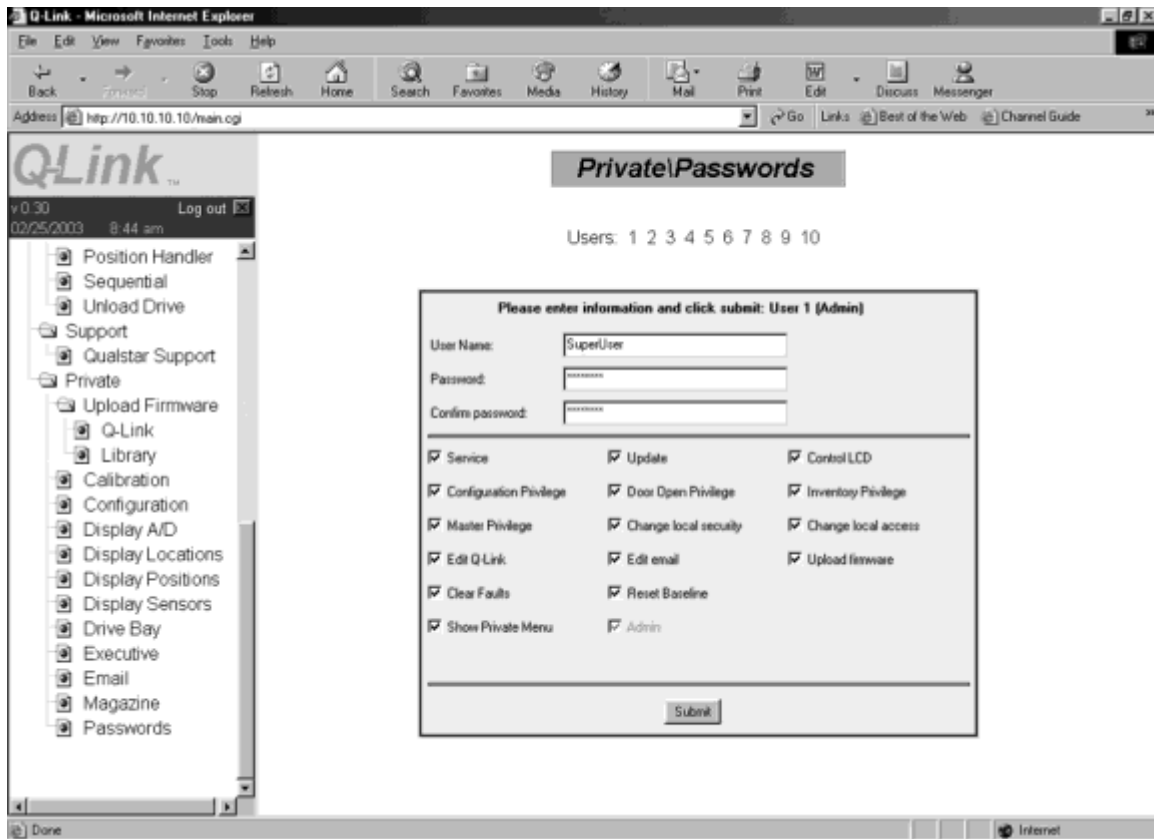 Q-Link - Microsoft Internet Explorer
File Edit View Favorites Tools Help
Back Forward Stop Refresh Home Search Favorites Media History Mail Print Edit Discuss Messenger
Address http://10.10.10.10/main.cgi Go Links Best of the Web Channel Guide »
Q-Link TM
v 0.30 Log out
02/25/2003 8:44 am
Position Handler
Sequential
Unload Drive
Support
Qualstar Support
Private
Upload Firmware
Q-Link
Library
Calibration
Configuration
Display A/D
Display Locations
Display Positions
Display Sensors
Drive Bay
Executive
Email
Magazine
Passwords
Private\Passwords
Users: 1 2 3 4 5 6 7 8 9 10
Please enter information and click submit: User 1 (Admin)
User Name: SuperUser
Password: ********
Confirm password: ********
Service Update Control LCD
Configuration Privilege Door Open Privilege Inventory Privilege
Master Privilege Change local security Change local access
Edit Q-Link Edit email Upload firmware
Clear Faults Reset Baseline
Show Private Menu Admin
Submit
Done Internet